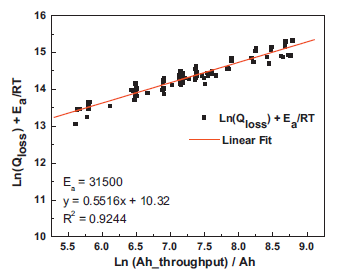 16
15
14
13
12
11
10
Ln(Q_loss) + E_a/RT
Ln(Q_loss) + E_a/RT
Linear Fit
E_a = 31500
y = 0.5516x + 10.32
R² = 0.9244
5.5 6.0 6.5 7.0 7.5 8.0 8.5 9.0
Ln (Ah_throughput) / Ah